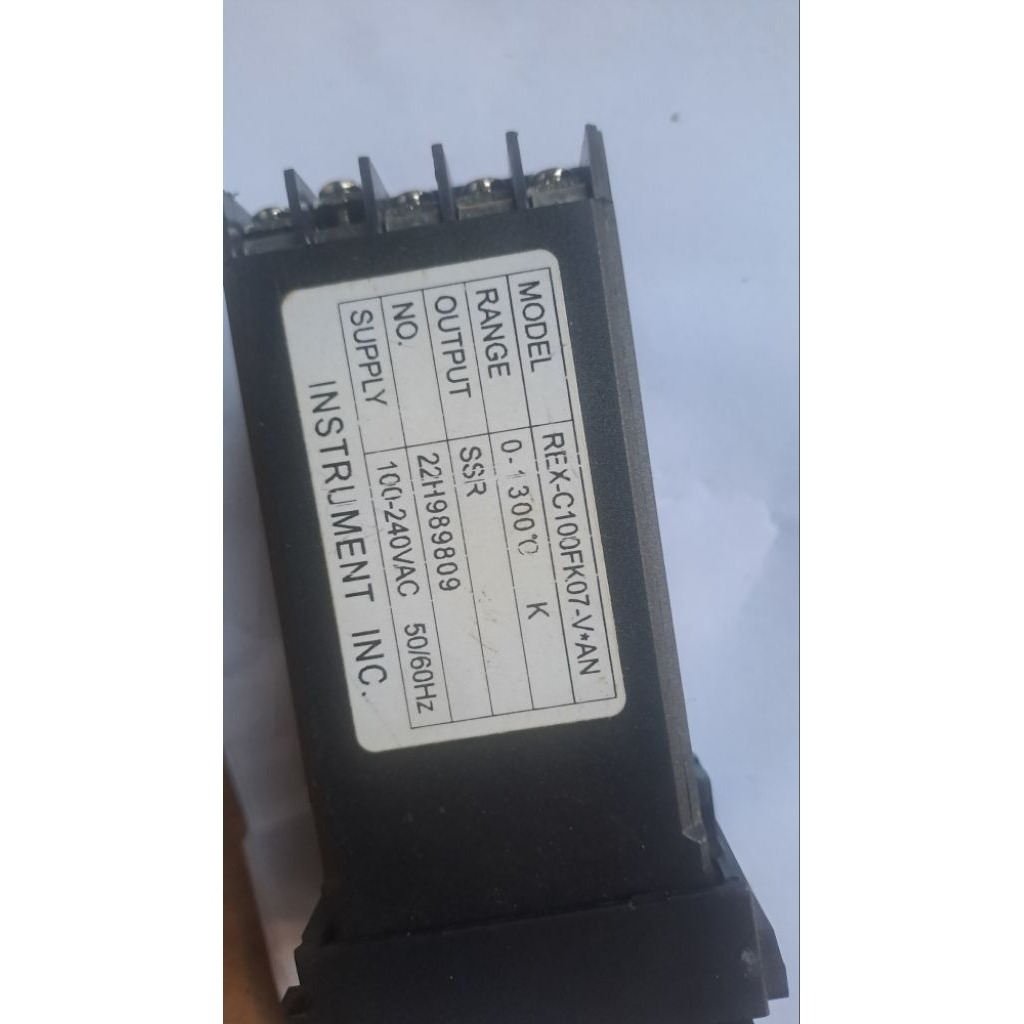 MODEL REX-C100FK07-V*AN
RANGE 0-1300℃ K
OUTPUT SSR
NO. 22H989809
SUPPLY 100-240VAC 50/60Hz
INSTRUMENT INC.